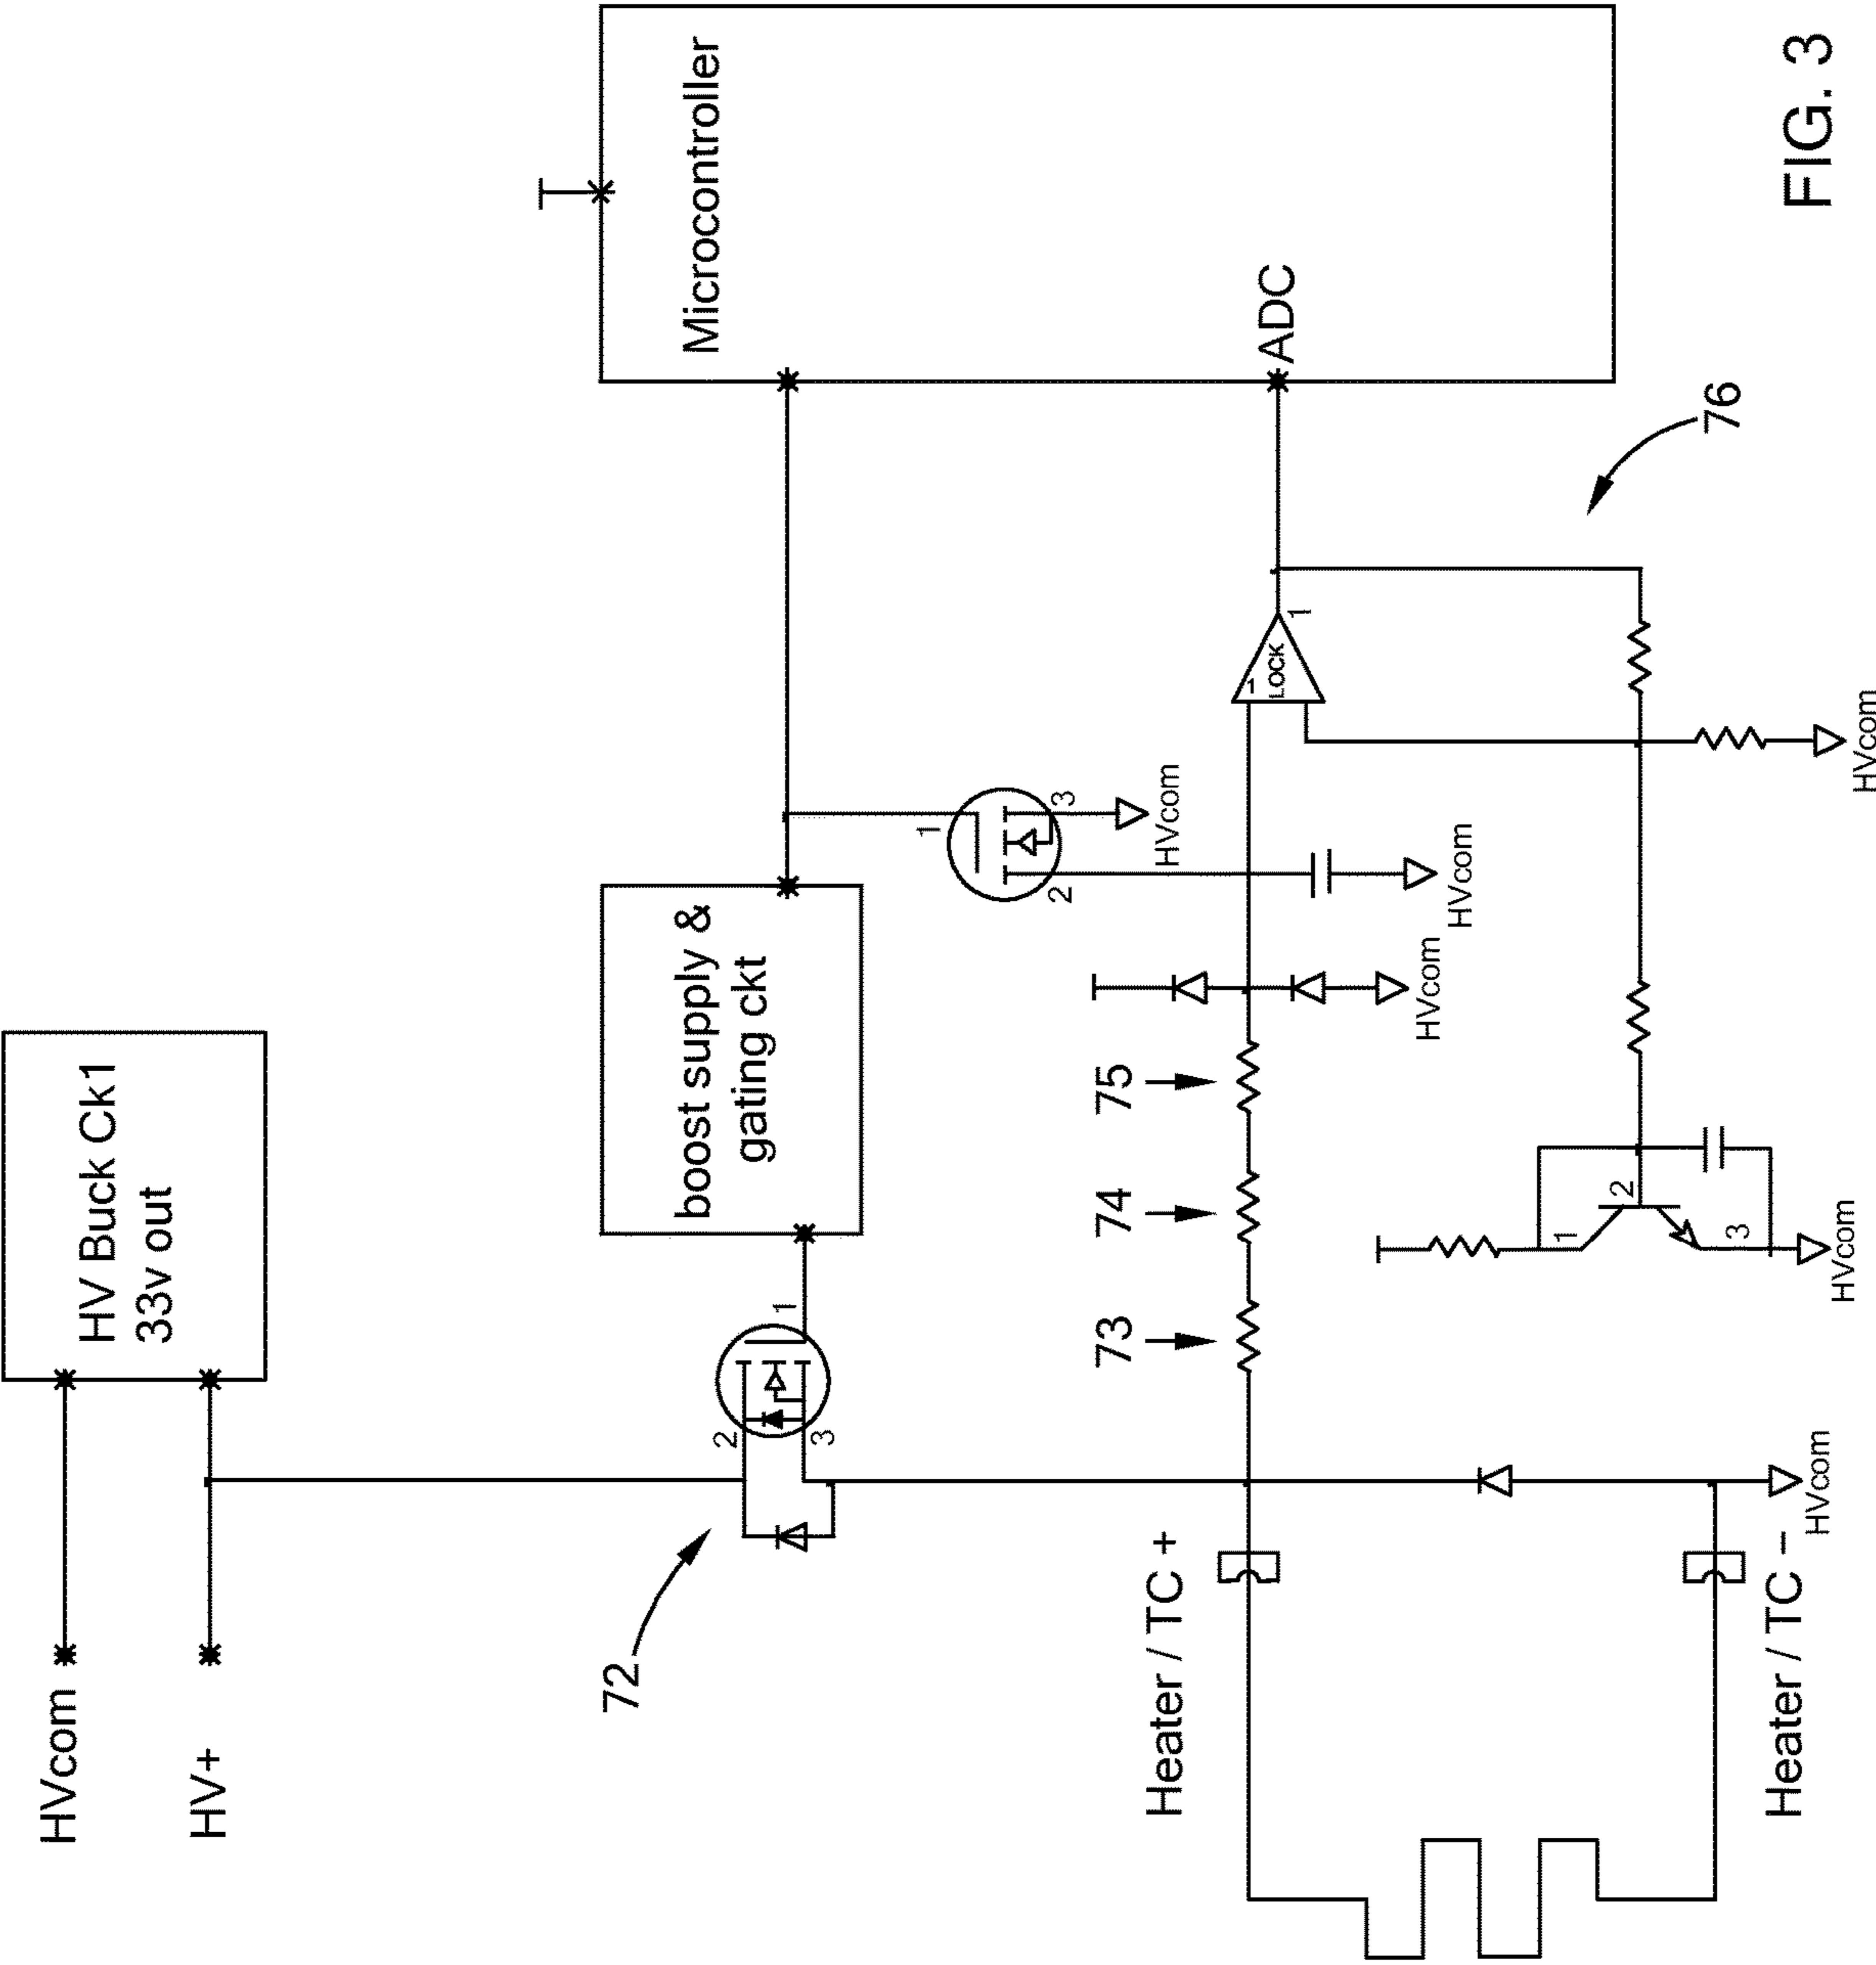 HVcom
HV+
HV Buck Ck1
33v out
72
2
3
1
boost supply &
gating ckt
Microcontroller
1
2
3
HVcom
Heater / TC +
73
74
75
HVcom
HVcom
1
LOCK
1
ADC
76
Heater / TC -
HVcom
1
2
3
HVcom
HVcom
FIG. 3